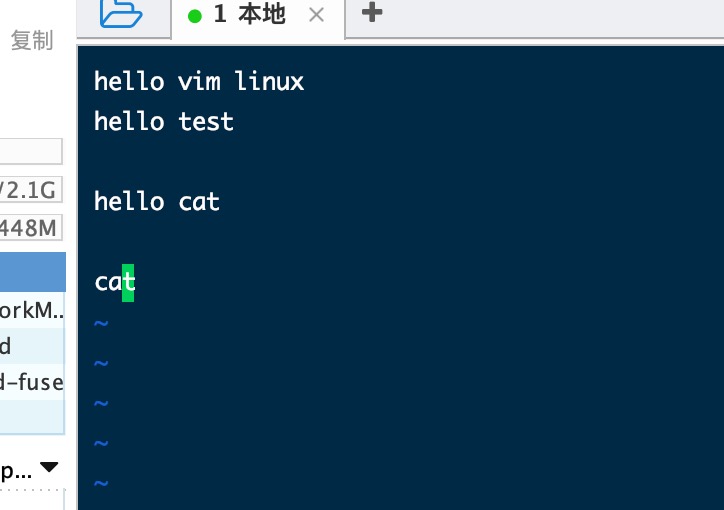 复制
1 本地
/2.1G
448M
orkM..
d
d-fuse
p...
hello vim linux
hello test
hello cat
cat
~
~
~
~
~